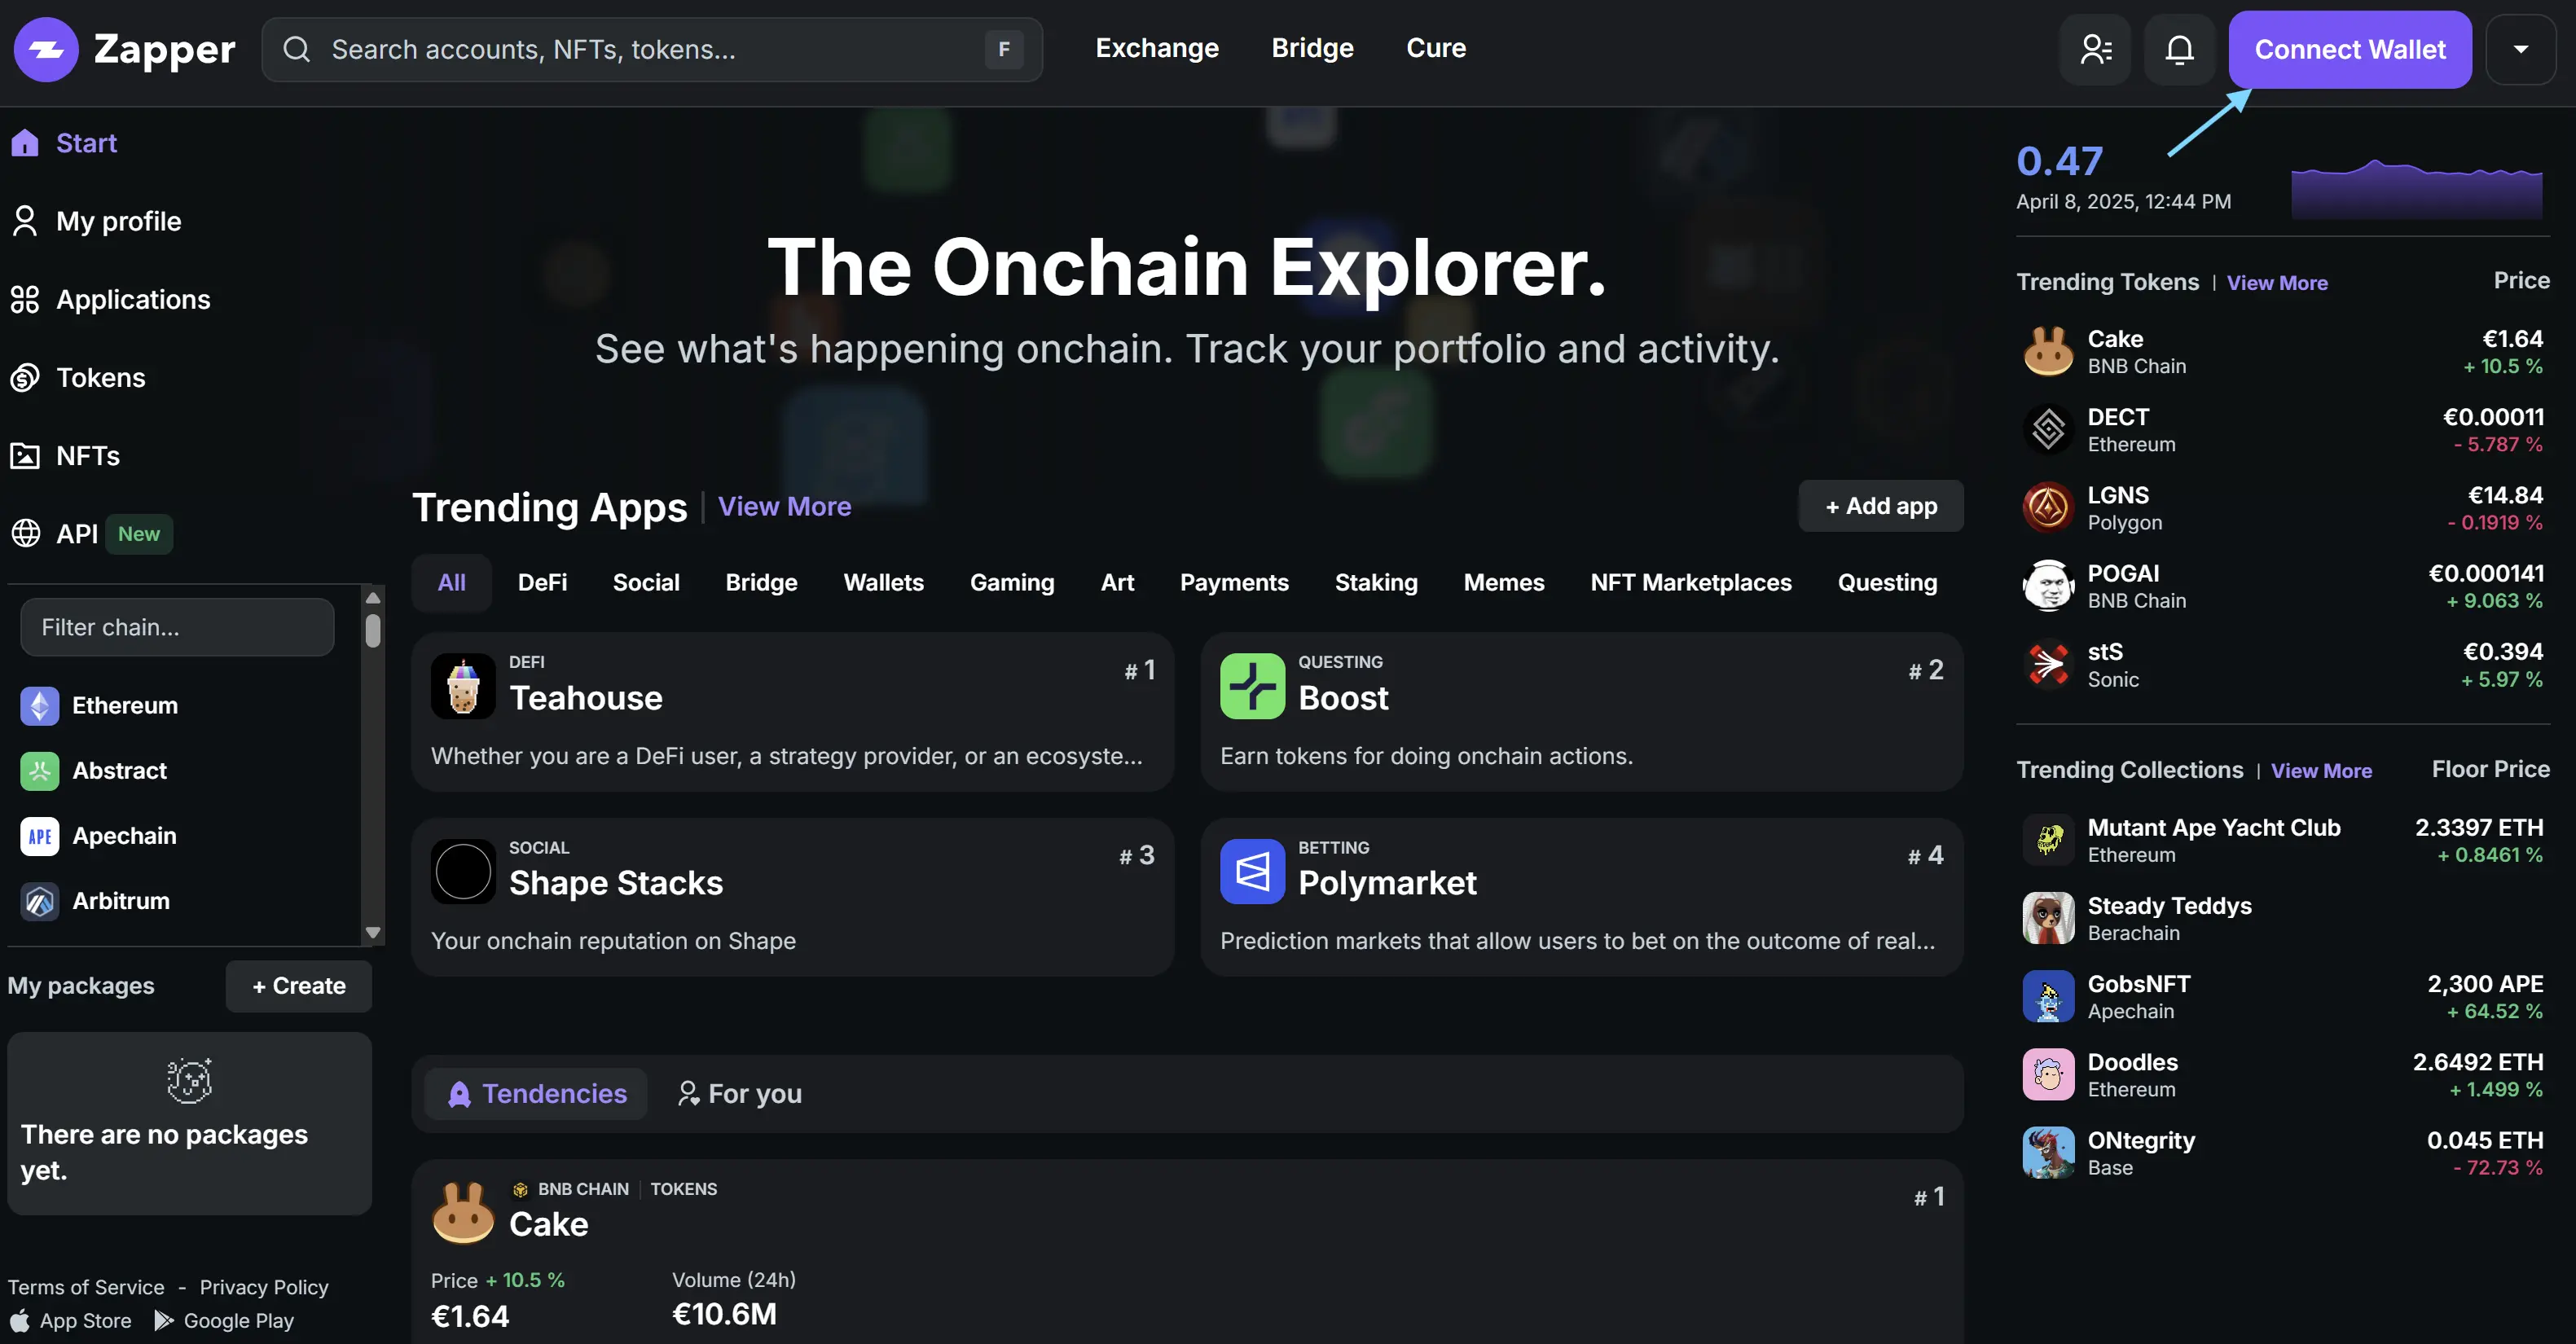 Zapper
Search accounts, NFTs, tokens...
F
Exchange
Bridge
Cure
Connect Wallet
Start
My profile
Applications
Tokens
NFTs
API New
Filter chain...
Ethereum
Abstract
APE Apechain
Arbitrum
My packages
+ Create
There are no packages
yet.
Terms of Service - Privacy Policy
App Store Google Play
The Onchain Explorer.
See what's happening onchain. Track your portfolio and activity.
Trending Apps | View More
+ Add app
All DeFi Social Bridge Wallets Gaming Art Payments Staking Memes NFT Marketplaces Questing
DEFI
Teahouse
# 1
Whether you are a DeFi user, a strategy provider, or an ecosyste...
QUESTING
Boost
# 2
Earn tokens for doing onchain actions.
SOCIAL
Shape Stacks
# 3
Your onchain reputation on Shape
BETTING
Polymarket
# 4
Prediction markets that allow users to bet on the outcome of real...
Tendencies
For you
BNB CHAIN | TOKENS
Cake
# 1
Price + 10.5 %
€1.64
Volume (24h)
€10.6M
0.47
April 8, 2025, 12:44 PM
Trending Tokens | View More
Price
Cake
BNB Chain
€1.64
+ 10.5 %
DECT
Ethereum
€0.00011
- 5.787 %
LGNS
Polygon
€14.84
- 0.1919 %
POGAI
BNB Chain
€0.000141
+ 9.063 %
stS
Sonic
€0.394
+ 5.97 %
Trending Collections | View More
Floor Price
Mutant Ape Yacht Club
Ethereum
2.3397 ETH
+ 0.8461 %
Steady Teddys
Berachain
GobsNFT
Apechain
2,300 APE
+ 64.52 %
Doodles
Ethereum
2.6492 ETH
+ 1.499 %
ONtegrity
Base
0.045 ETH
- 72.73 %